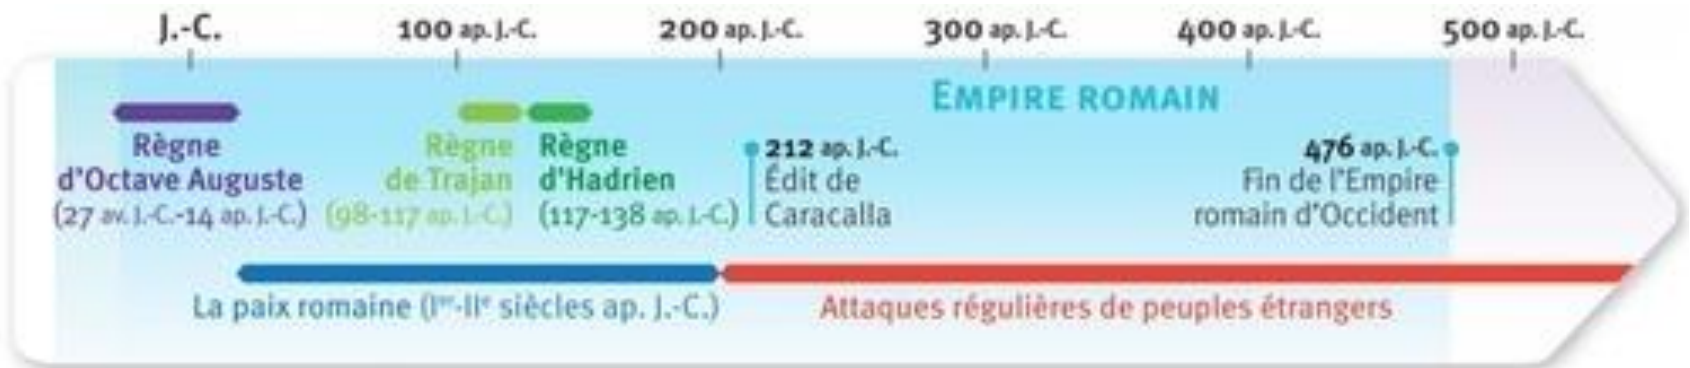 J.-C.
100 ap. J.-C.
200 ap. J.-C.
300 ap. J.-C.
400 ap. J.-C.
500 ap. J.-C.
EMPIRE ROMAIN
Règne
d'Octave Auguste
(27 av. J.-C.-14 ap. J.-C.)
Règne
de Trajan
(98-117 ap. J.-C.)
Règne
d'Hadrien
(117-138 ap. J.-C.)
212 ap. J.-C.
Édit de
Caracalla
476 ap. J.-C.
Fin de l'Empire
romain d'Occident
La paix romaine (Ier-IIe siècles ap. J.-C.)
Attaques régulières de peuples étrangers